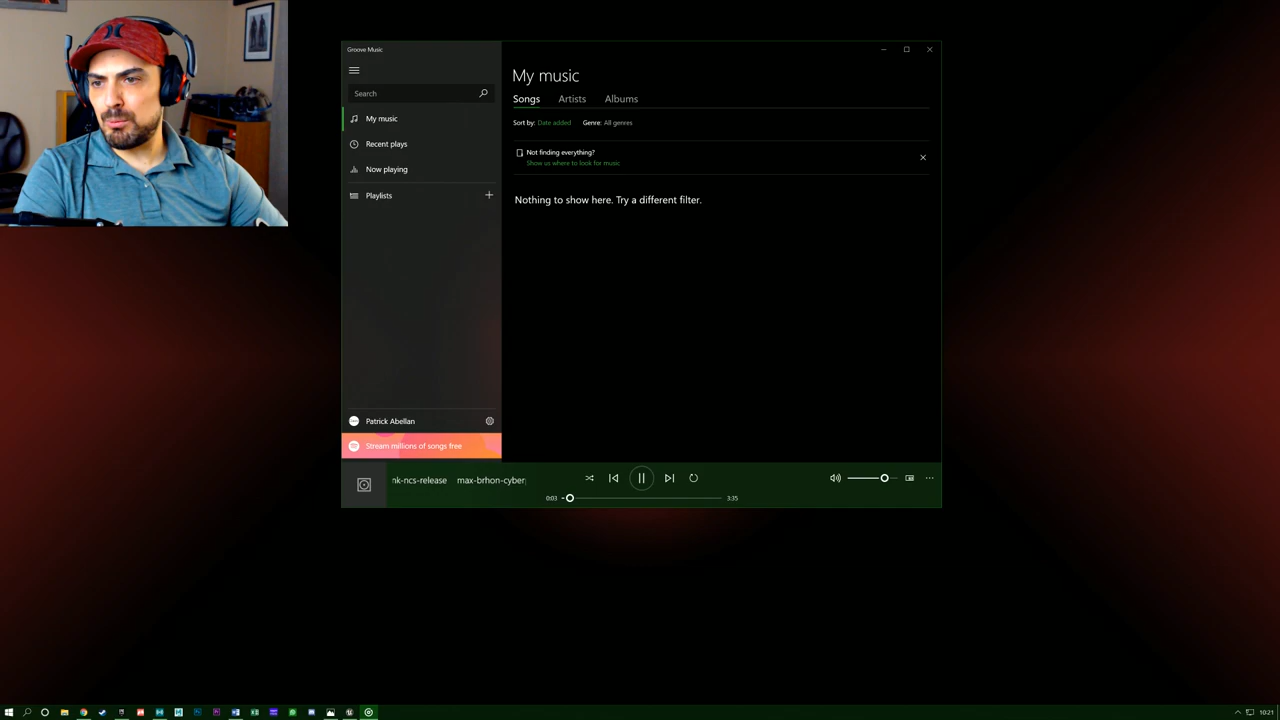 Groove Music
Search
My music
Recent plays
Now playing
Playlists
Patrick Abellan
Stream millions of songs free
My music
Songs Artists Albums
Sort by: Date added Genre: All genres
Not finding everything?
Show us where to look for music
Nothing to show here. Try a different filter.
nk-ncs-release max-brhon-cyberp
0:03 3:35
10:21